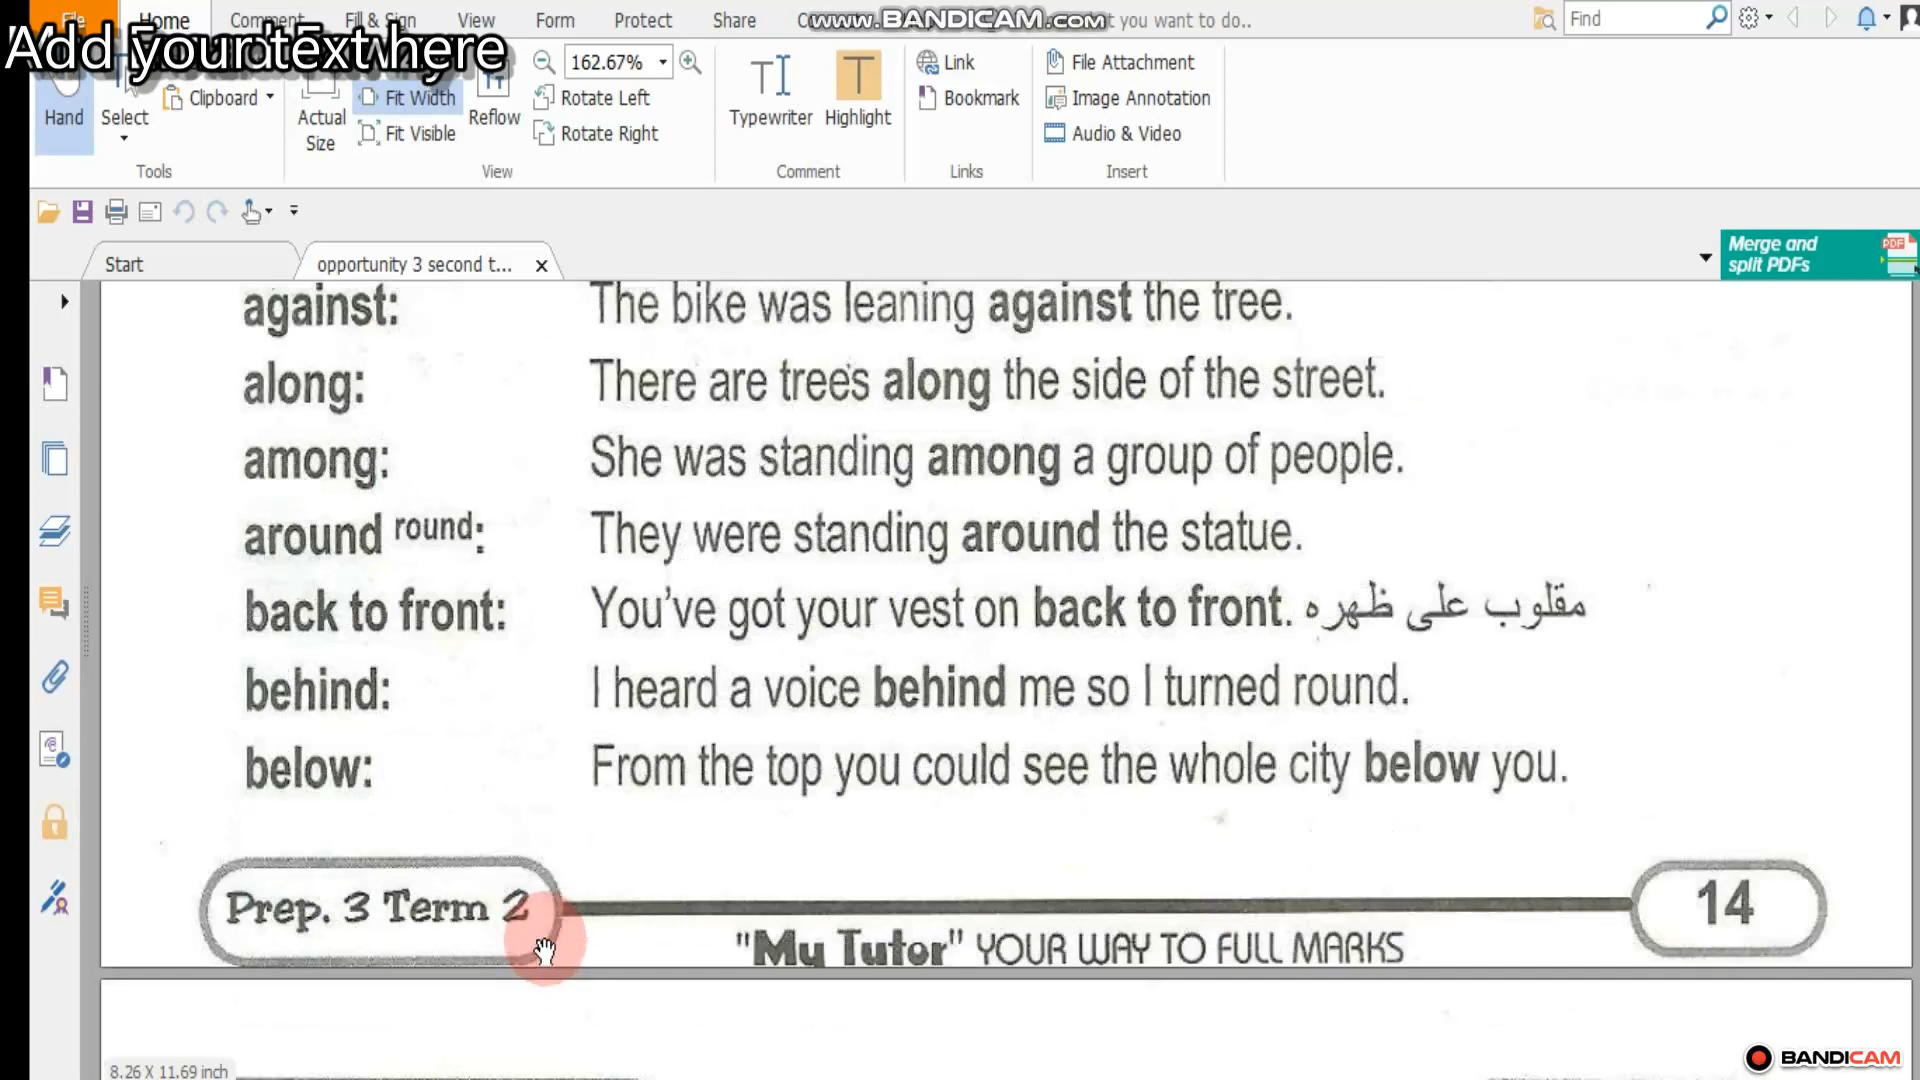 File Home Comment Fill & Sign View Form Protect Share www.BANDICAM.com t you want to do.. Find
Add your text here
162.67% Link File Attachment
Clipboard Fit Width Rotate Left Bookmark Image Annotation
Hand Select Actual Size Fit Visible Reflow Rotate Right Typewriter Highlight Audio & Video
Tools View Comment Links Insert
Start opportunity 3 second t... Merge and split PDFs PDF
against: The bike was leaning against the tree.
along: There are trees along the side of the street.
among: She was standing among a group of people.
around round: They were standing around the statue.
back to front: You've got your vest on back to front. مقلوب على ظهره
behind: I heard a voice behind me so I turned round.
below: From the top you could see the whole city below you.
Prep. 3 Term 2 14
"My Tutor" YOUR WAY TO FULL MARKS
8.26 X 11.69 inch
BANDICAM